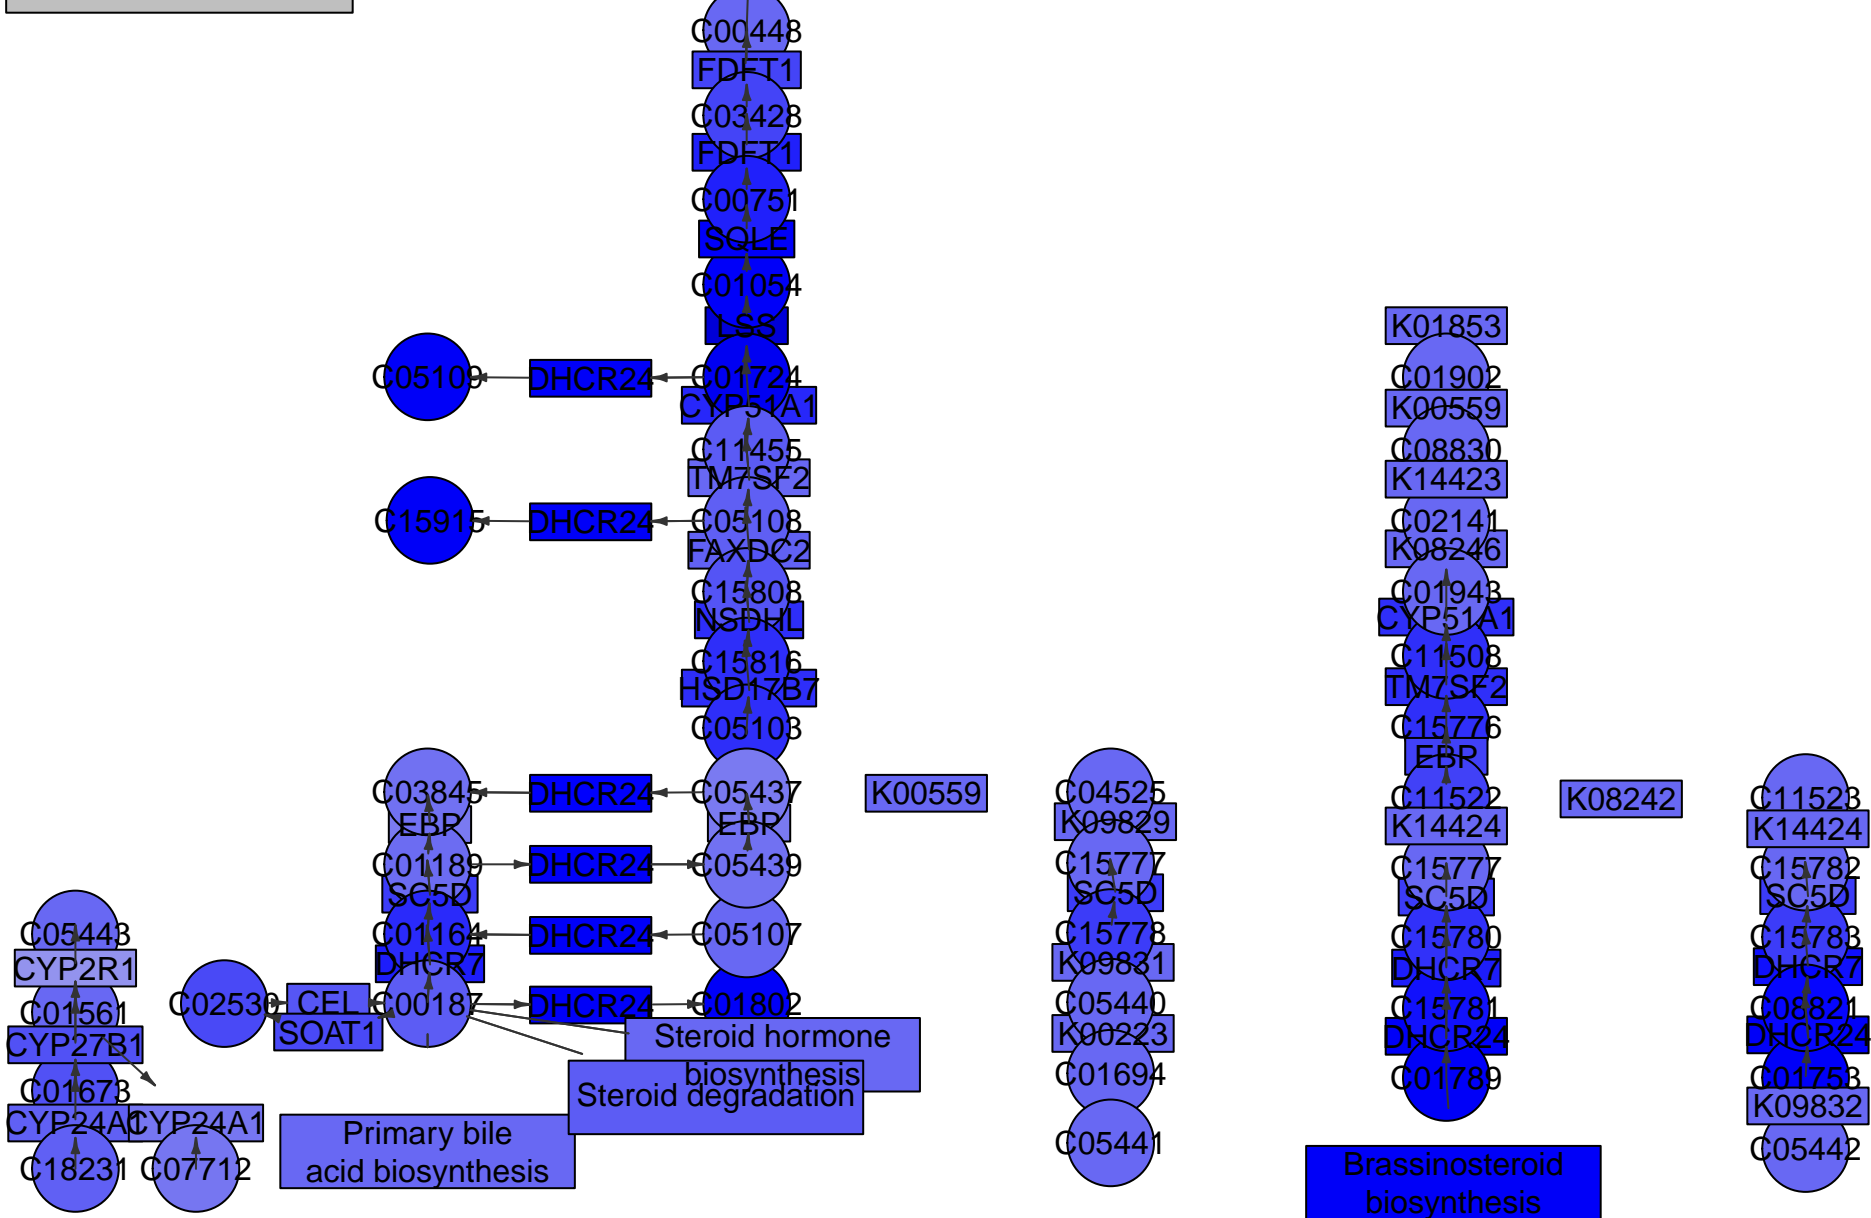 C00448
FDFT1
C03428
FDFT1
C00751
SQLE
C01054
LSS
C05109
DHCR24
C01724
CYP51A1
C11455
TM7SF2
C15915
DHCR24
C05108
FAXDC2
C15808
NSDHL
C15816
HSD17B7
C05103
C03845
DHCR24
C05437
EBP
EBP
C01189
DHCR24
C05439
SC5D
C01164
DHCR24
C05107
DHCR7
C02530
CEL
SOAT1
C00187
DHCR24
C01802
Steroid hormone
biosynthesis
Steroid degradation
Primary bile
acid biosynthesis
C05443
CYP2R1
C01561
CYP27B1
C01673
CYP24A1
CYP24A1
C18231
C07712
K00559
C04525
K09829
C15777
SC5D
C15778
K09831
C05440
K00223
C01694
C05441
K01853
C01902
K00559
C08830
K14423
C02141
K08246
C01943
CYP51A1
C11508
TM7SF2
C15776
EBP
C11522
K14424
C15777
SC5D
C15780
DHCR7
C15781
DHCR24
C01789
Brassinosteroid
biosynthesis
K08242
C11523
K14424
C15782
SC5D
C15783
DHCR7
C08821
DHCR24
C01753
K09832
C05442